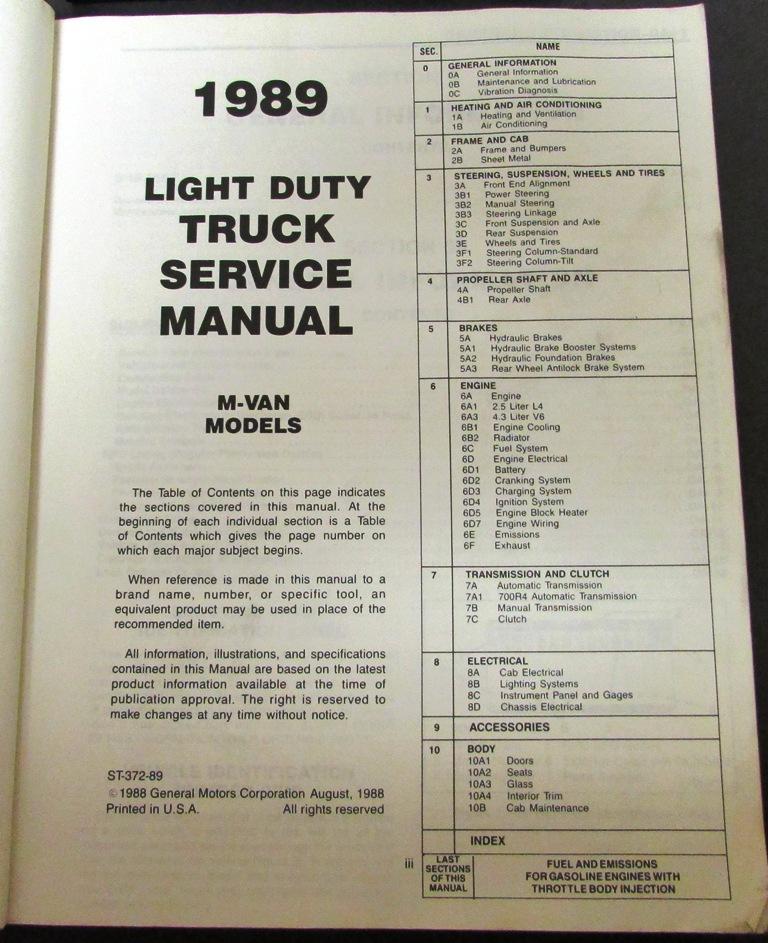 1989
LIGHT DUTY
TRUCK
SERVICE
MANUAL
M-VAN
MODELS
The Table of Contents on this page indicates
the sections covered in this manual. At the
beginning of each individual section is a Table
of Contents which gives the page number on
which each major subject begins.
When reference is made in this manual to a
brand name, number, or specific tool, an
equivalent product may be used in place of the
recommended item.
All information, illustrations, and specifications
contained in this Manual are based on the latest
product information available at the time of
publication approval. The right is reserved to
make changes at any time without notice.
ST-372-89
©1988 General Motors Corporation August, 1988
Printed in U.S.A. All rights reserved
iii
SEC. NAME
0 GENERAL INFORMATION
0A General Information
0B Maintenance and Lubrication
0C Vibration Diagnosis
1 HEATING AND AIR CONDITIONING
1A Heating and Ventilation
1B Air Conditioning
2 FRAME AND CAB
2A Frame and Bumpers
2B Sheet Metal
3 STEERING, SUSPENSION, WHEELS AND TIRES
3A Front End Alignment
3B1 Power Steering
3B2 Manual Steering
3B3 Steering Linkage
3C Front Suspension and Axle
3D Rear Suspension
3E Wheels and Tires
3F1 Steering Column-Standard
3F2 Steering Column-Tilt
4 PROPELLER SHAFT AND AXLE
4A Propeller Shaft
4B1 Rear Axle
5 BRAKES
5A Hydraulic Brakes
5A1 Hydraulic Brake Booster Systems
5A2 Hydraulic Foundation Brakes
5A3 Rear Wheel Antilock Brake System
6 ENGINE
6A Engine
6A1 2.5 Liter L4
6A3 4.3 Liter V6
6B1 Engine Cooling
6B2 Radiator
6C Fuel System
6D Engine Electrical
6D1 Battery
6D2 Cranking System
6D3 Charging System
6D4 Ignition System
6D5 Engine Block Heater
6D7 Engine Wiring
6E Emissions
6F Exhaust
7 TRANSMISSION AND CLUTCH
7A Automatic Transmission
7A1 700R4 Automatic Transmission
7B Manual Transmission
7C Clutch
8 ELECTRICAL
8A Cab Electrical
8B Lighting Systems
8C Instrument Panel and Gages
8D Chassis Electrical
9 ACCESSORIES
10 BODY
10A1 Doors
10A2 Seats
10A3 Glass
10A4 Interior Trim
10B Cab Maintenance
INDEX
LAST
SECTIONS
OF THIS
MANUAL
FUEL AND EMISSIONS
FOR GASOLINE ENGINES WITH
THROTTLE BODY INJECTION